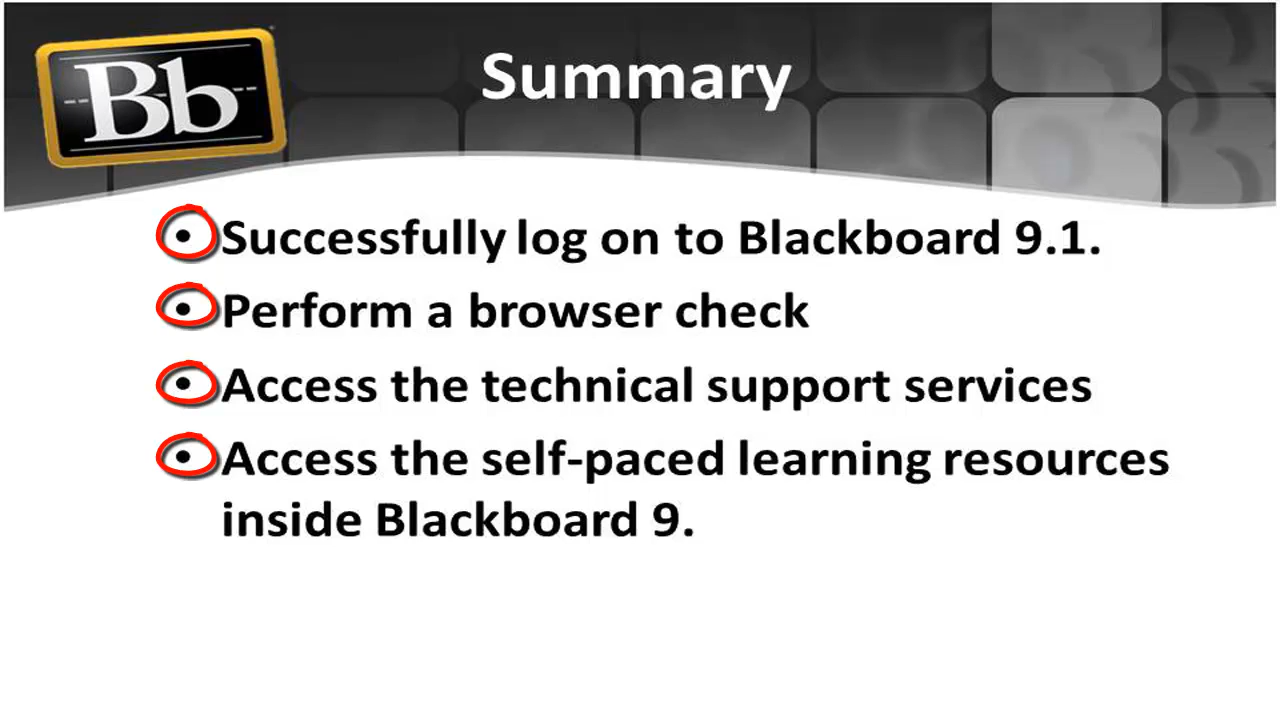 Bb
Summary
• Successfully log on to Blackboard 9.1.
• Perform a browser check
• Access the technical support services
• Access the self-paced learning resources
inside Blackboard 9.